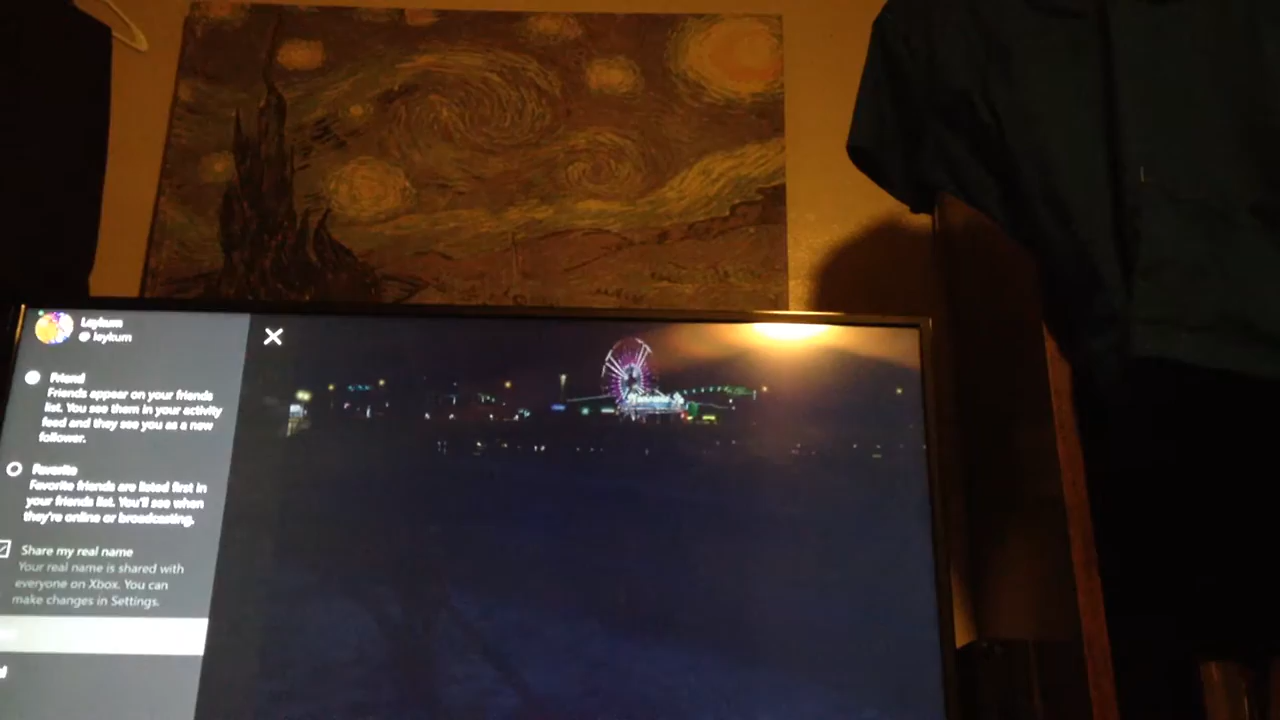 Laykum
@ laykum
Friend
Friends appear on your friends
list. You see them in your activity
feed and they see you as a new
follower.
Favorite
Favorite friends are listed first in
your friends list. You'll see when
they're online or broadcasting.
Share my real name
Your real name is shared with
everyone on Xbox. You can
make changes in Settings.